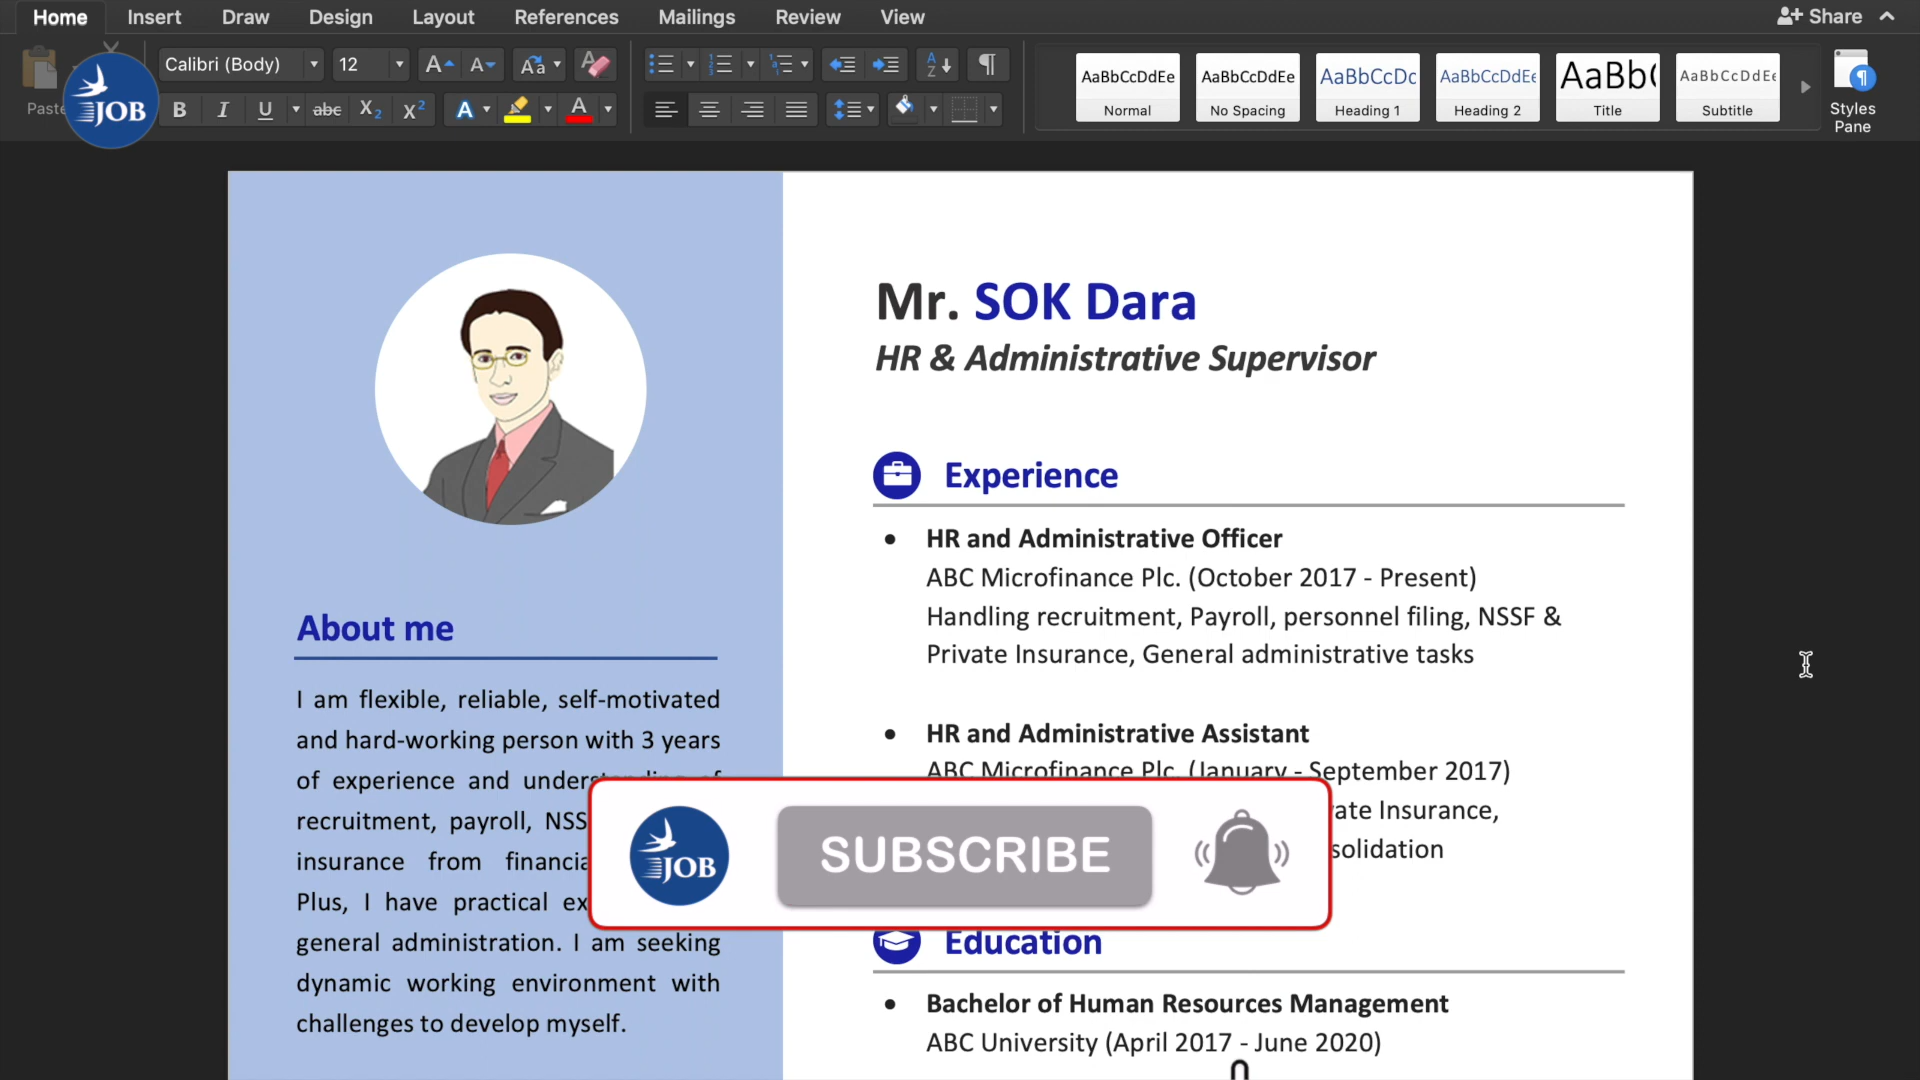 Home Insert Draw Design Layout References Mailings Review View Share
Calibri (Body) 12 Aa
Paste
B I U abc X2 X2 A A
AaBbCcDdEe AaBbCcDdEe AaBbCcDc AaBbCcDdEe AaBb( AaBbCcDdEe
Normal No Spacing Heading 1 Heading 2 Title Subtitle
Styles
Pane
JOB
Mr. SOK Dara
HR & Administrative Supervisor
Experience
• HR and Administrative Officer
ABC Microfinance Plc. (October 2017 - Present)
Handling recruitment, Payroll, personnel filing, NSSF &
Private Insurance, General administrative tasks
• HR and Administrative Assistant
ABC Microfinance Plc. (January - September 2017)
Insurance,
Education
• Bachelor of Human Resources Management
ABC University (April 2017 - June 2020)
About me
I am flexible, reliable, self-motivated
and hard-working person with 3 years
of experience and understanding of
recruitment, payroll,
insurance from
Plus, I have practical
general administration. I am seeking
dynamic working environment with
challenges to develop myself.
JOB
SUBSCRIBE